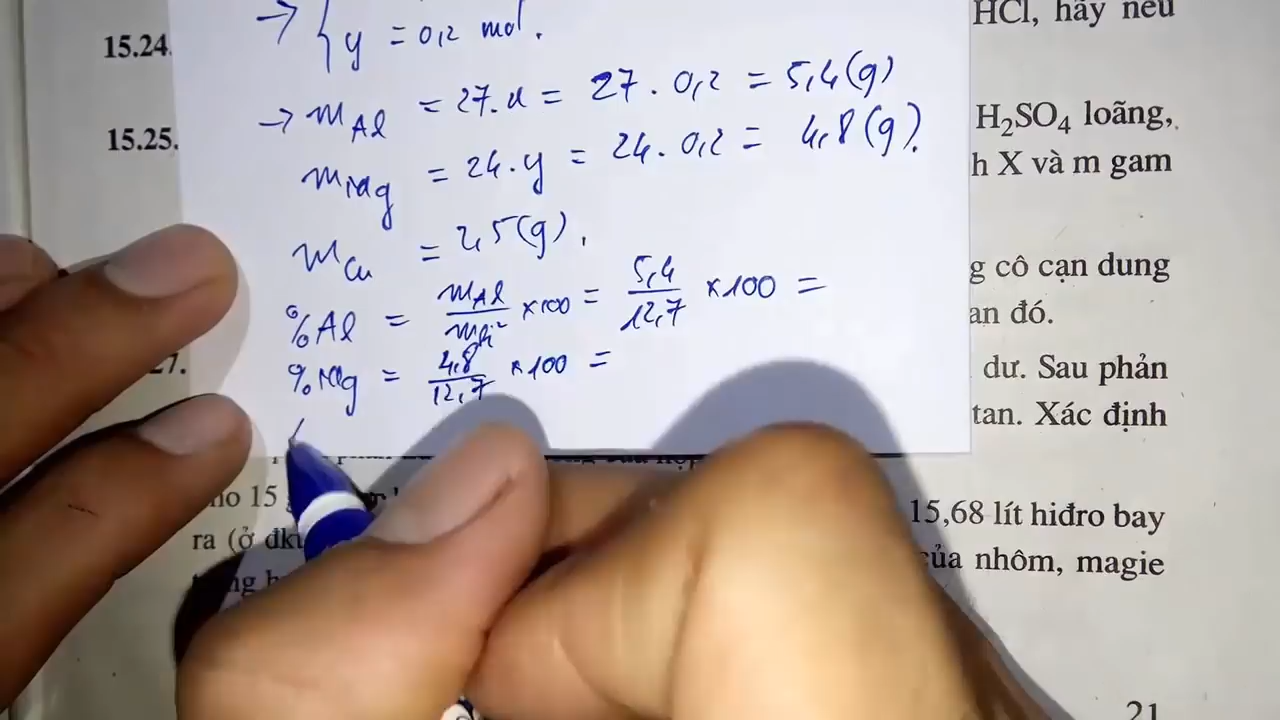 HCl, hãy nêu
15.24.
→ { y = 0,2 mol.
→ mAl = 27.x = 27 . 0,2 = 5,4(g)
H₂SO₄ loãng,
15.25.
mMg = 24.y = 24. 0,2 = 4,8(g).
h X và m gam
mCu = 2,5(g).
g cô cạn dung
%Al = mAl/mhh × 100 = 5,4/12,7 ×100 =
an đó.
7.
%Mg = 4,8/12,7 ×100 =
dư. Sau phản
tan. Xác định
15
15,68 lít hiđro bay
ra (ở
của nhôm, magie
21